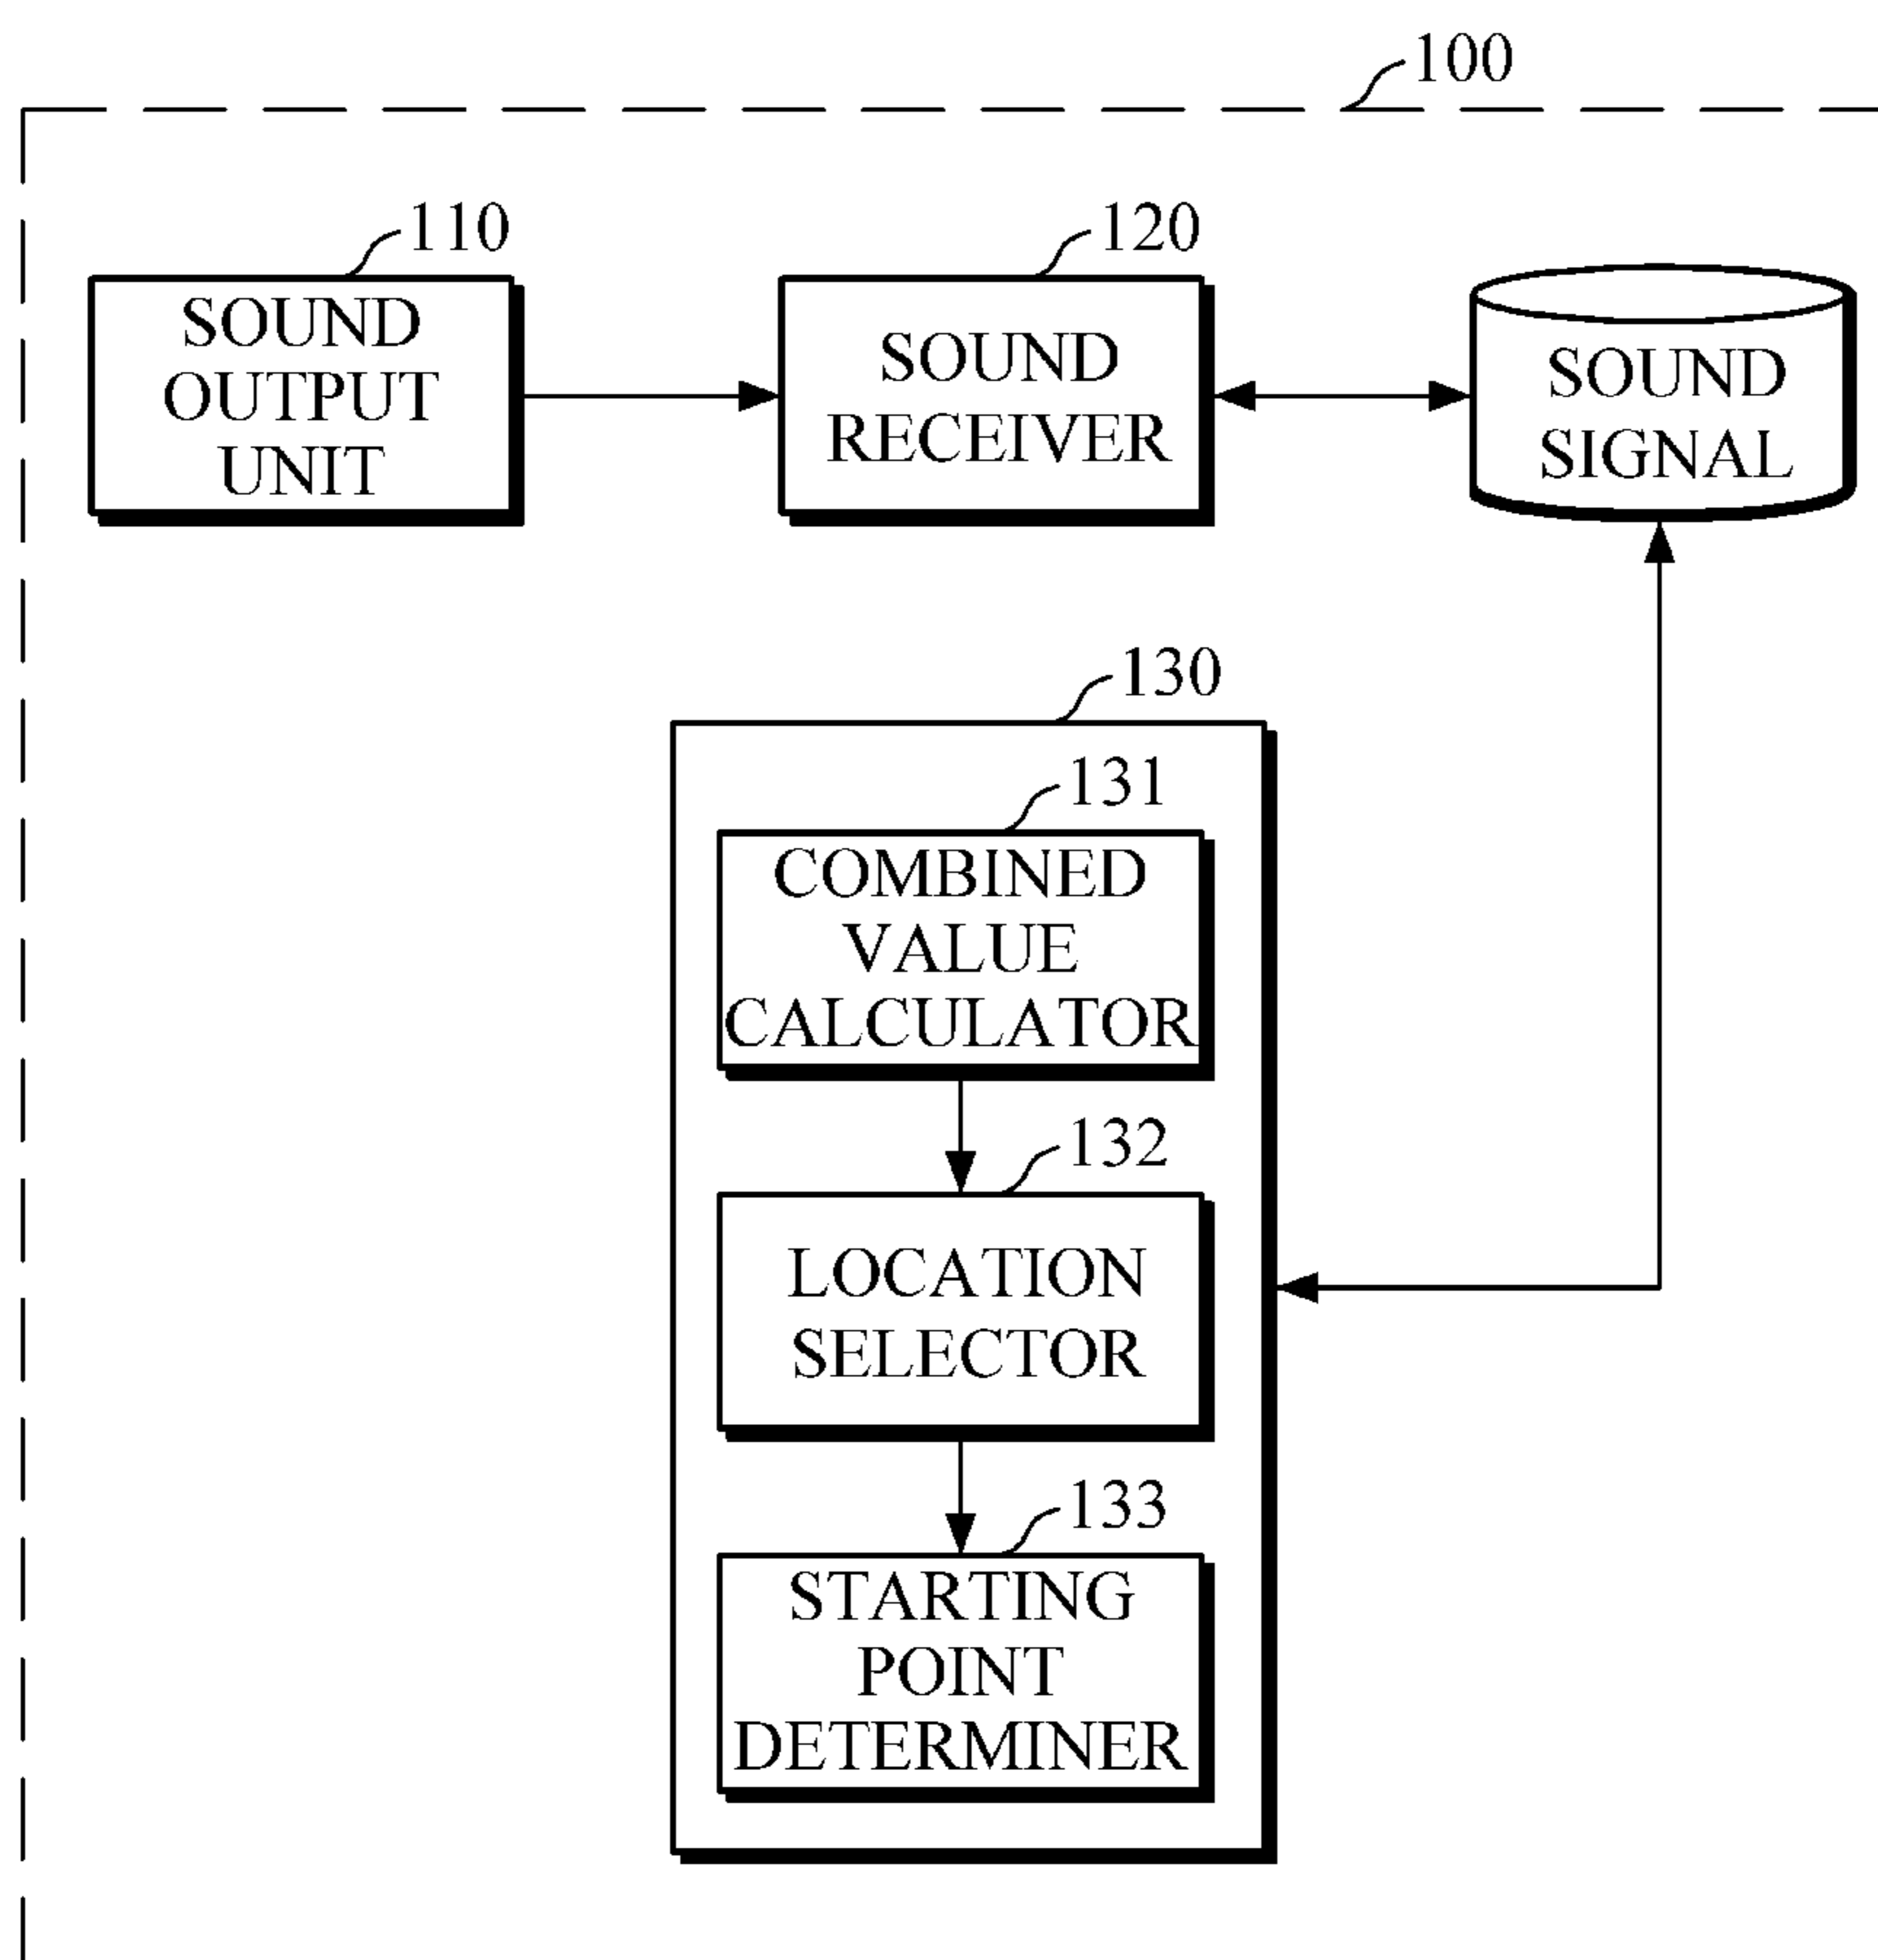 100
110
SOUND
OUTPUT
UNIT
120
SOUND
RECEIVER
SOUND
SIGNAL
130
131
COMBINED
VALUE
CALCULATOR
132
LOCATION
SELECTOR
133
STARTING
POINT
DETERMINER